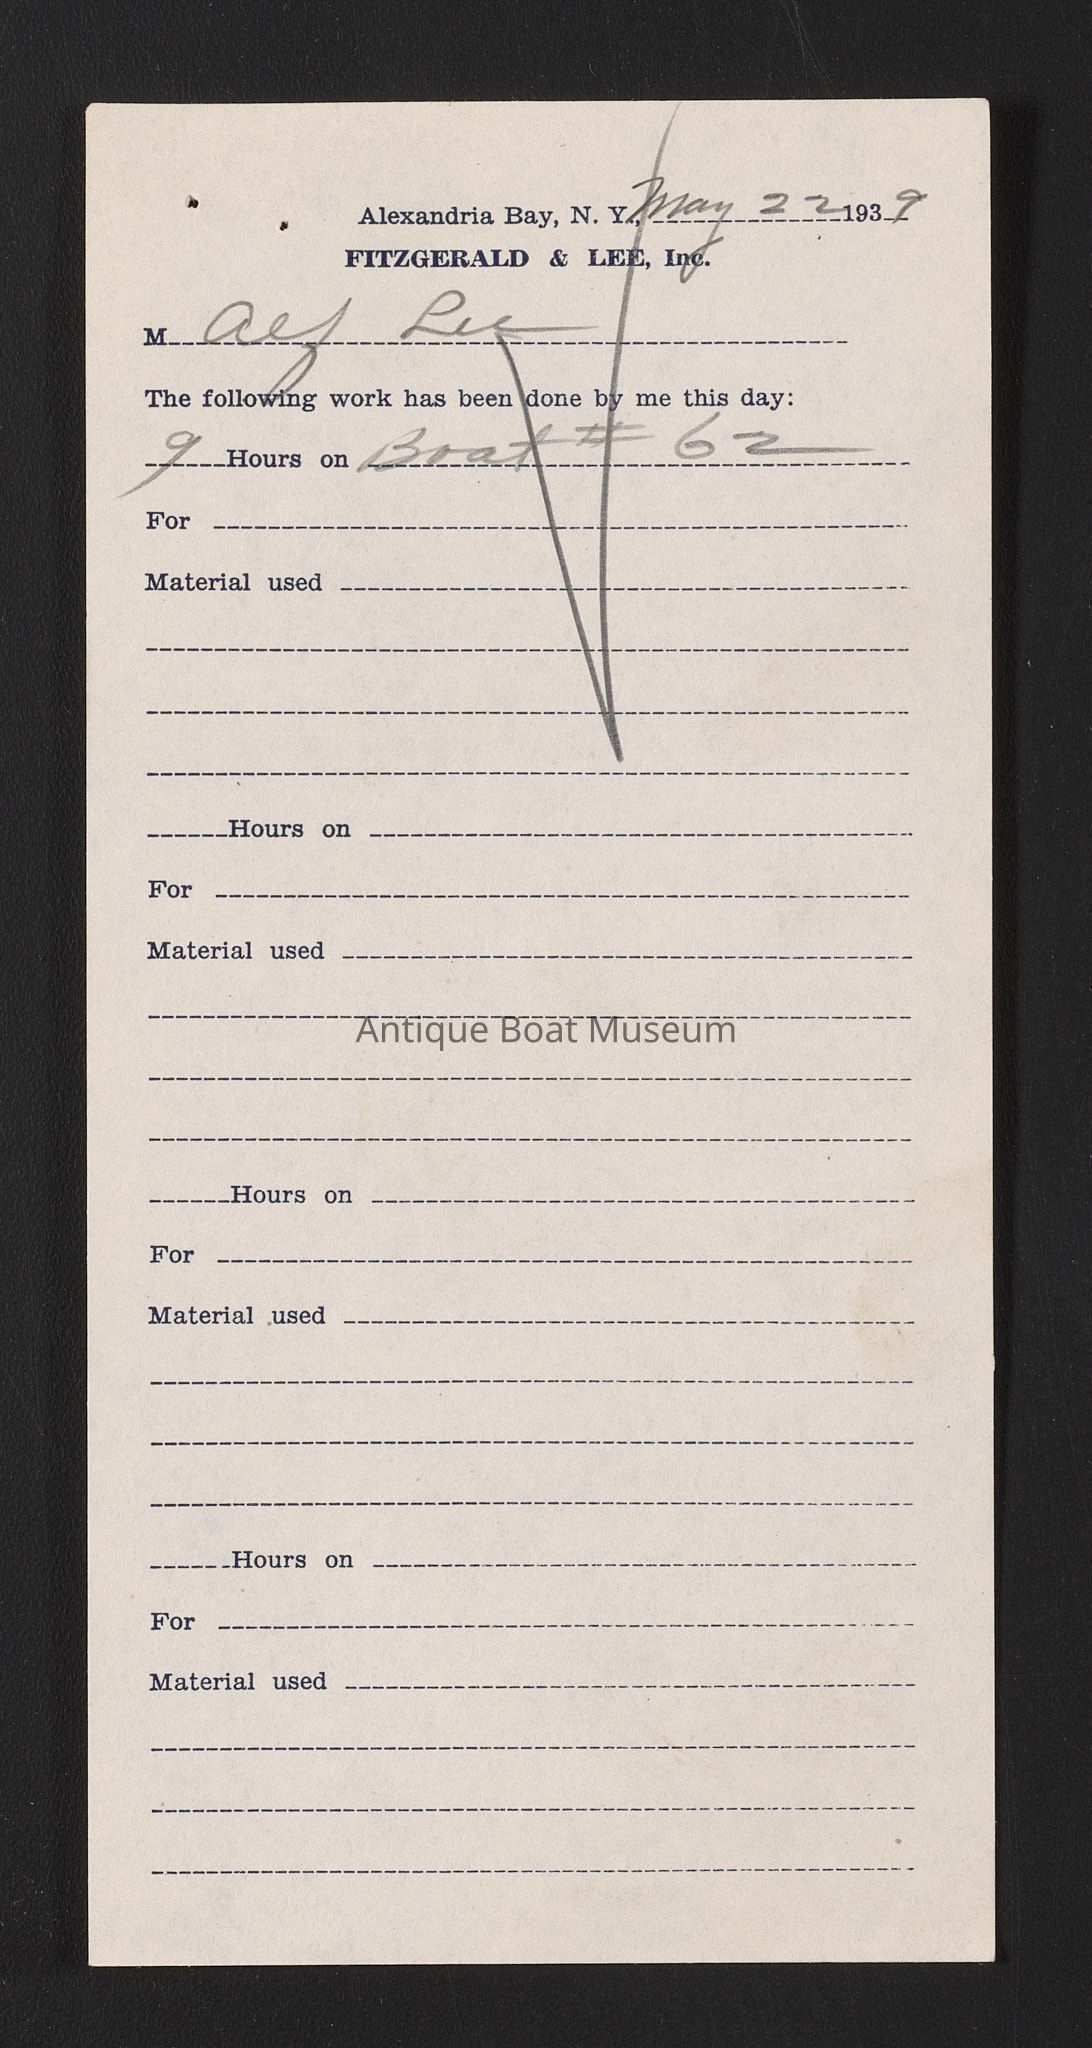 Alexandria Bay, N. Y., May 22 1939
FITZGERALD & LEE, Inc.
M Alf Lee
The following work has been done by me this day:
9 Hours on Boat # 62
For
Material used
Hours on
For
Material used
Antique Boat Museum
Hours on
For
Material used
Hours on
For
Material used